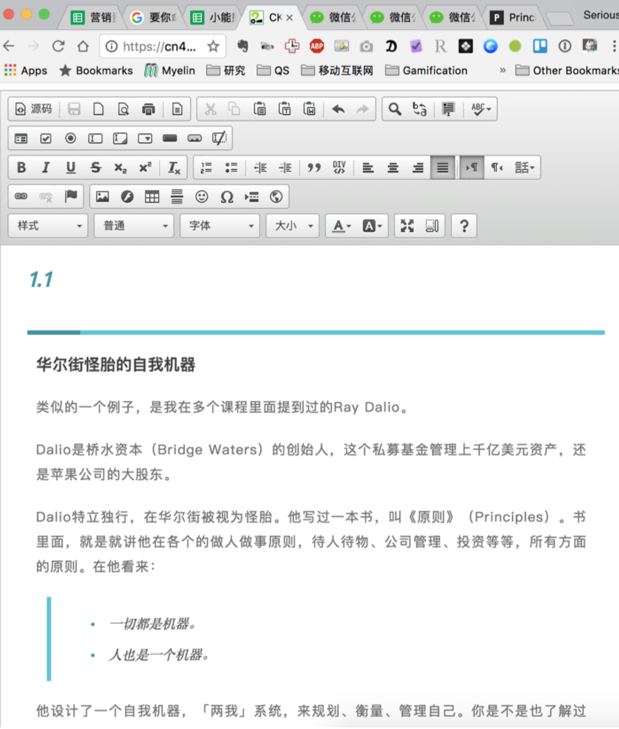 营销
要你
小能
CK
微信
微信
微信
Princ
Serious
https://cn4...
Apps
Bookmarks
Myelin
研究
QS
移动互联网
Gamification
»
Other Bookmarks
源码
B I U S x₂ x² Tx
样式
普通
字体
大小
A
A
?
1.1
华尔街怪胎的自我机器
类似的一个例子，是我在多个课程里面提到过的Ray Dalio。
Dalio是桥水资本（Bridge Waters）的创始人，这个私募基金管理上千亿美元资产，还
是苹果公司的大股东。
Dalio特立独行，在华尔街被视为怪胎。他写过一本书，叫《原则》（Principles）。书
里面，就是就讲他在各个的做人做事原则，待人待物、公司管理、投资等等，所有方面
的原则。在他看来：
• 一切都是机器。
• 人也是一个机器。
他设计了一个自我机器，「两我」系统，来规划、衡量、管理自己。你是不是也了解过